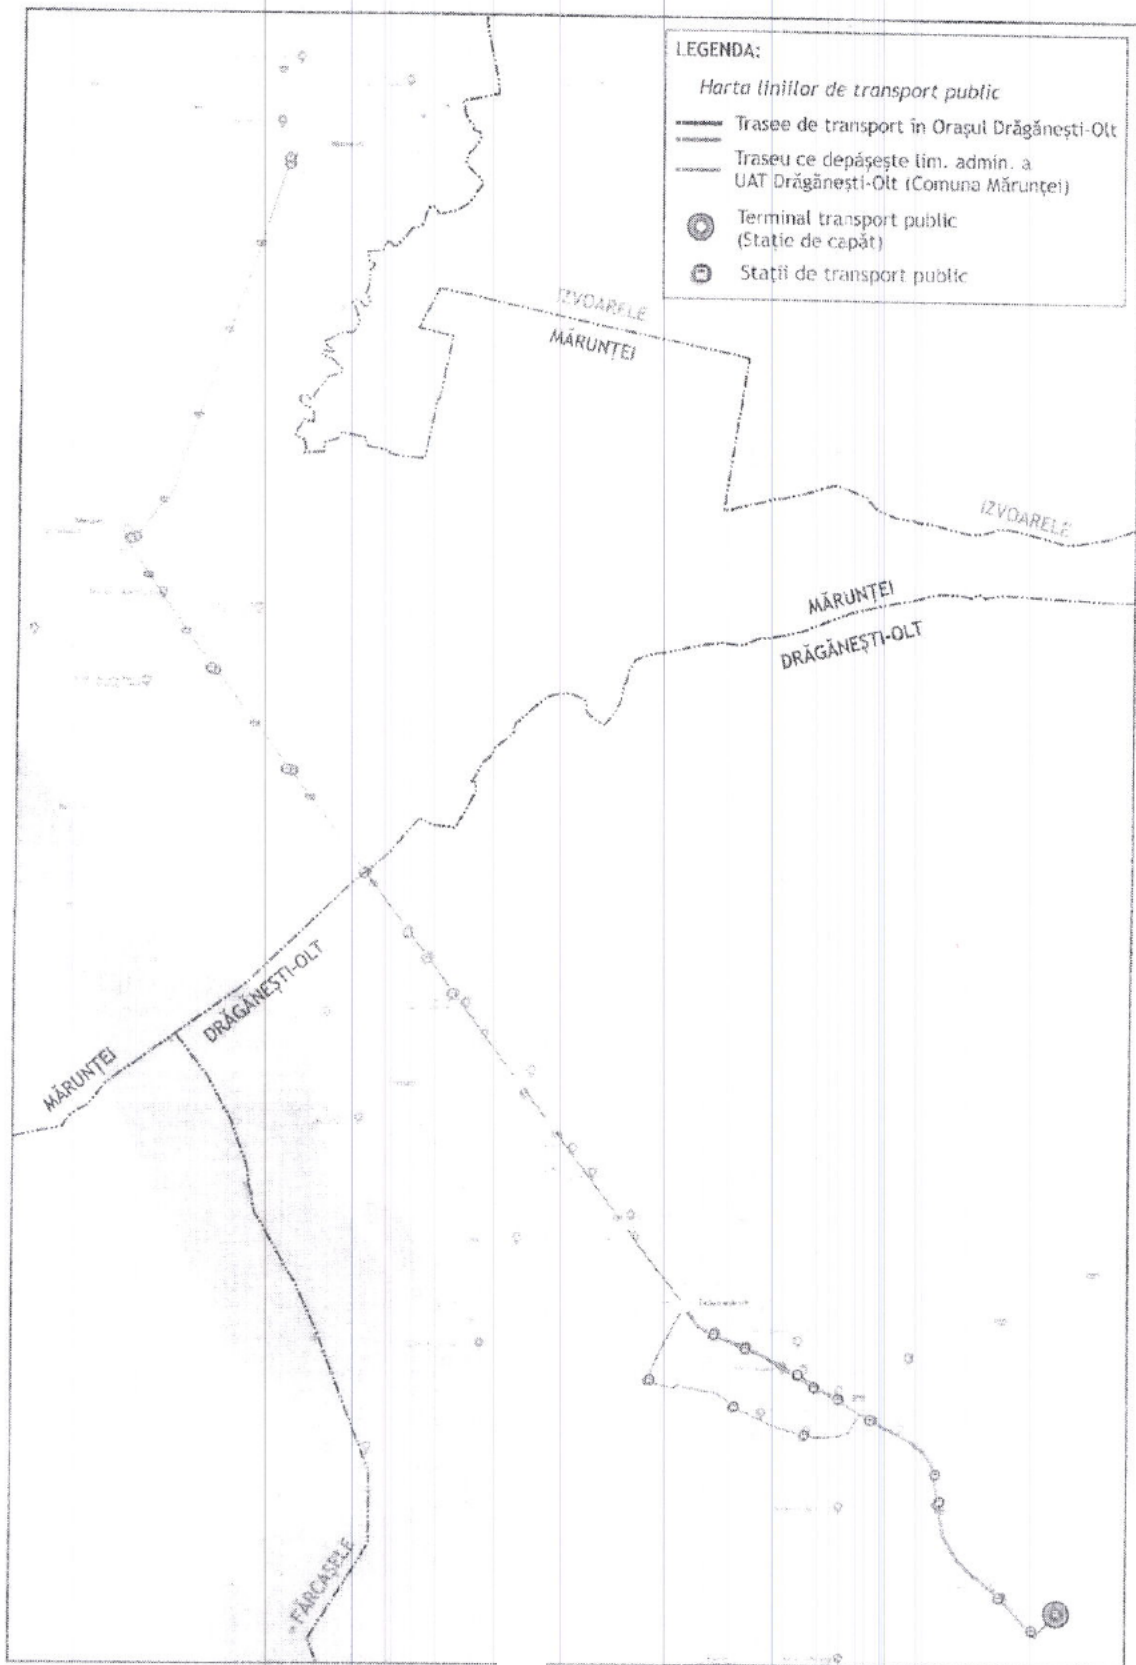 LEGENDA:
Harta liniilor de transport public
Trasee de transport în Orașul Drăgănești-Olt
Traseu ce depășește lim. admin. a
UAT Drăgănești-Olt (Comuna Mărunței)
Terminal transport public
(Stație de capăt)
Stații de transport public
IZVOARELE
MĂRUNȚEI
IZVOARELE
MĂRUNȚEI
DRĂGĂNEȘTI-OLT
DRĂGĂNEȘTI-OLT
MĂRUNȚEI
FĂRCAȘELE